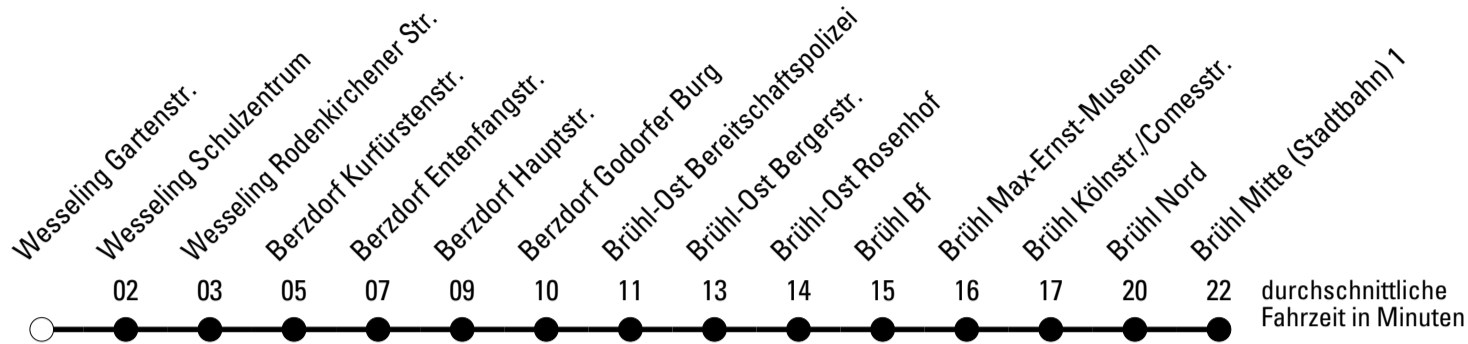 Wesseling Gartenstr.
Wesseling Schulzentrum
Wesseling Rodenkirchener Str.
Berzdorf Kurfürstenstr.
Berzdorf Entenfangstr.
Berzdorf Hauptstr.
Berzdorf Godorfer Burg
Brühl-Ost Bereitschaftspolizei
Brühl-Ost Bergerstr.
Brühl-Ost Rosenhof
Brühl Bf
Brühl Max-Ernst-Museum
Brühl Kölnstr./Comesstr.
Brühl Nord
Brühl Mitte (Stadtbahn) 1
02 03 05 07 09 10 11 13 14 15 16 17 20 22
durchschnittliche
Fahrzeit in Minuten